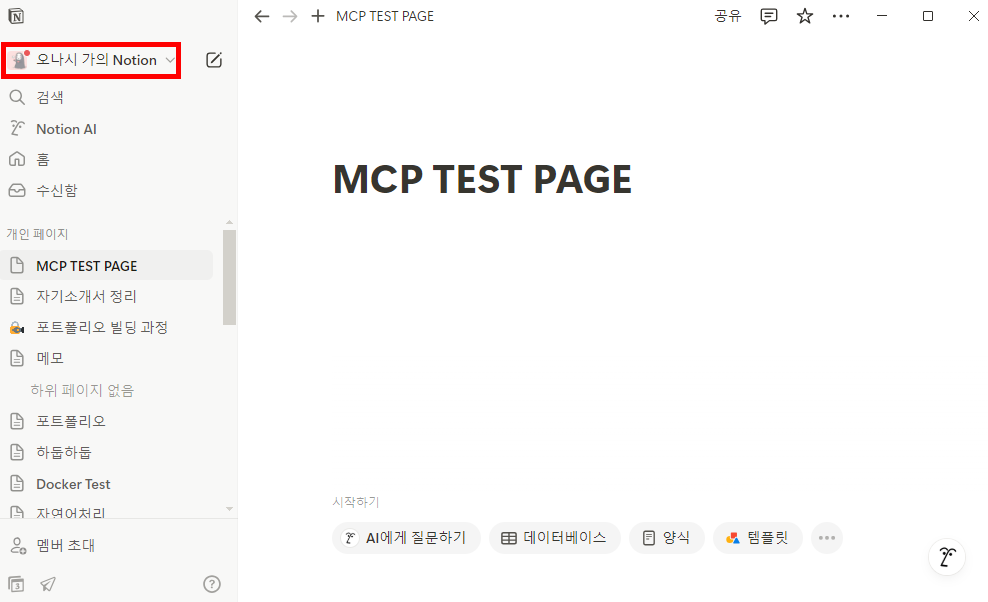 MCP TEST PAGE
공유
오나시 가의 Notion
검색
Notion AI
홈
수신함
개인 페이지
MCP TEST PAGE
자기소개서 정리
포트폴리오 빌딩 과정
메모
하위 페이지 없음
포트폴리오
하둡하둡
Docker Test
자연어처리
멤버 초대
3
?
MCP TEST PAGE
시작하기
AI에게 질문하기
데이터베이스
양식
템플릿